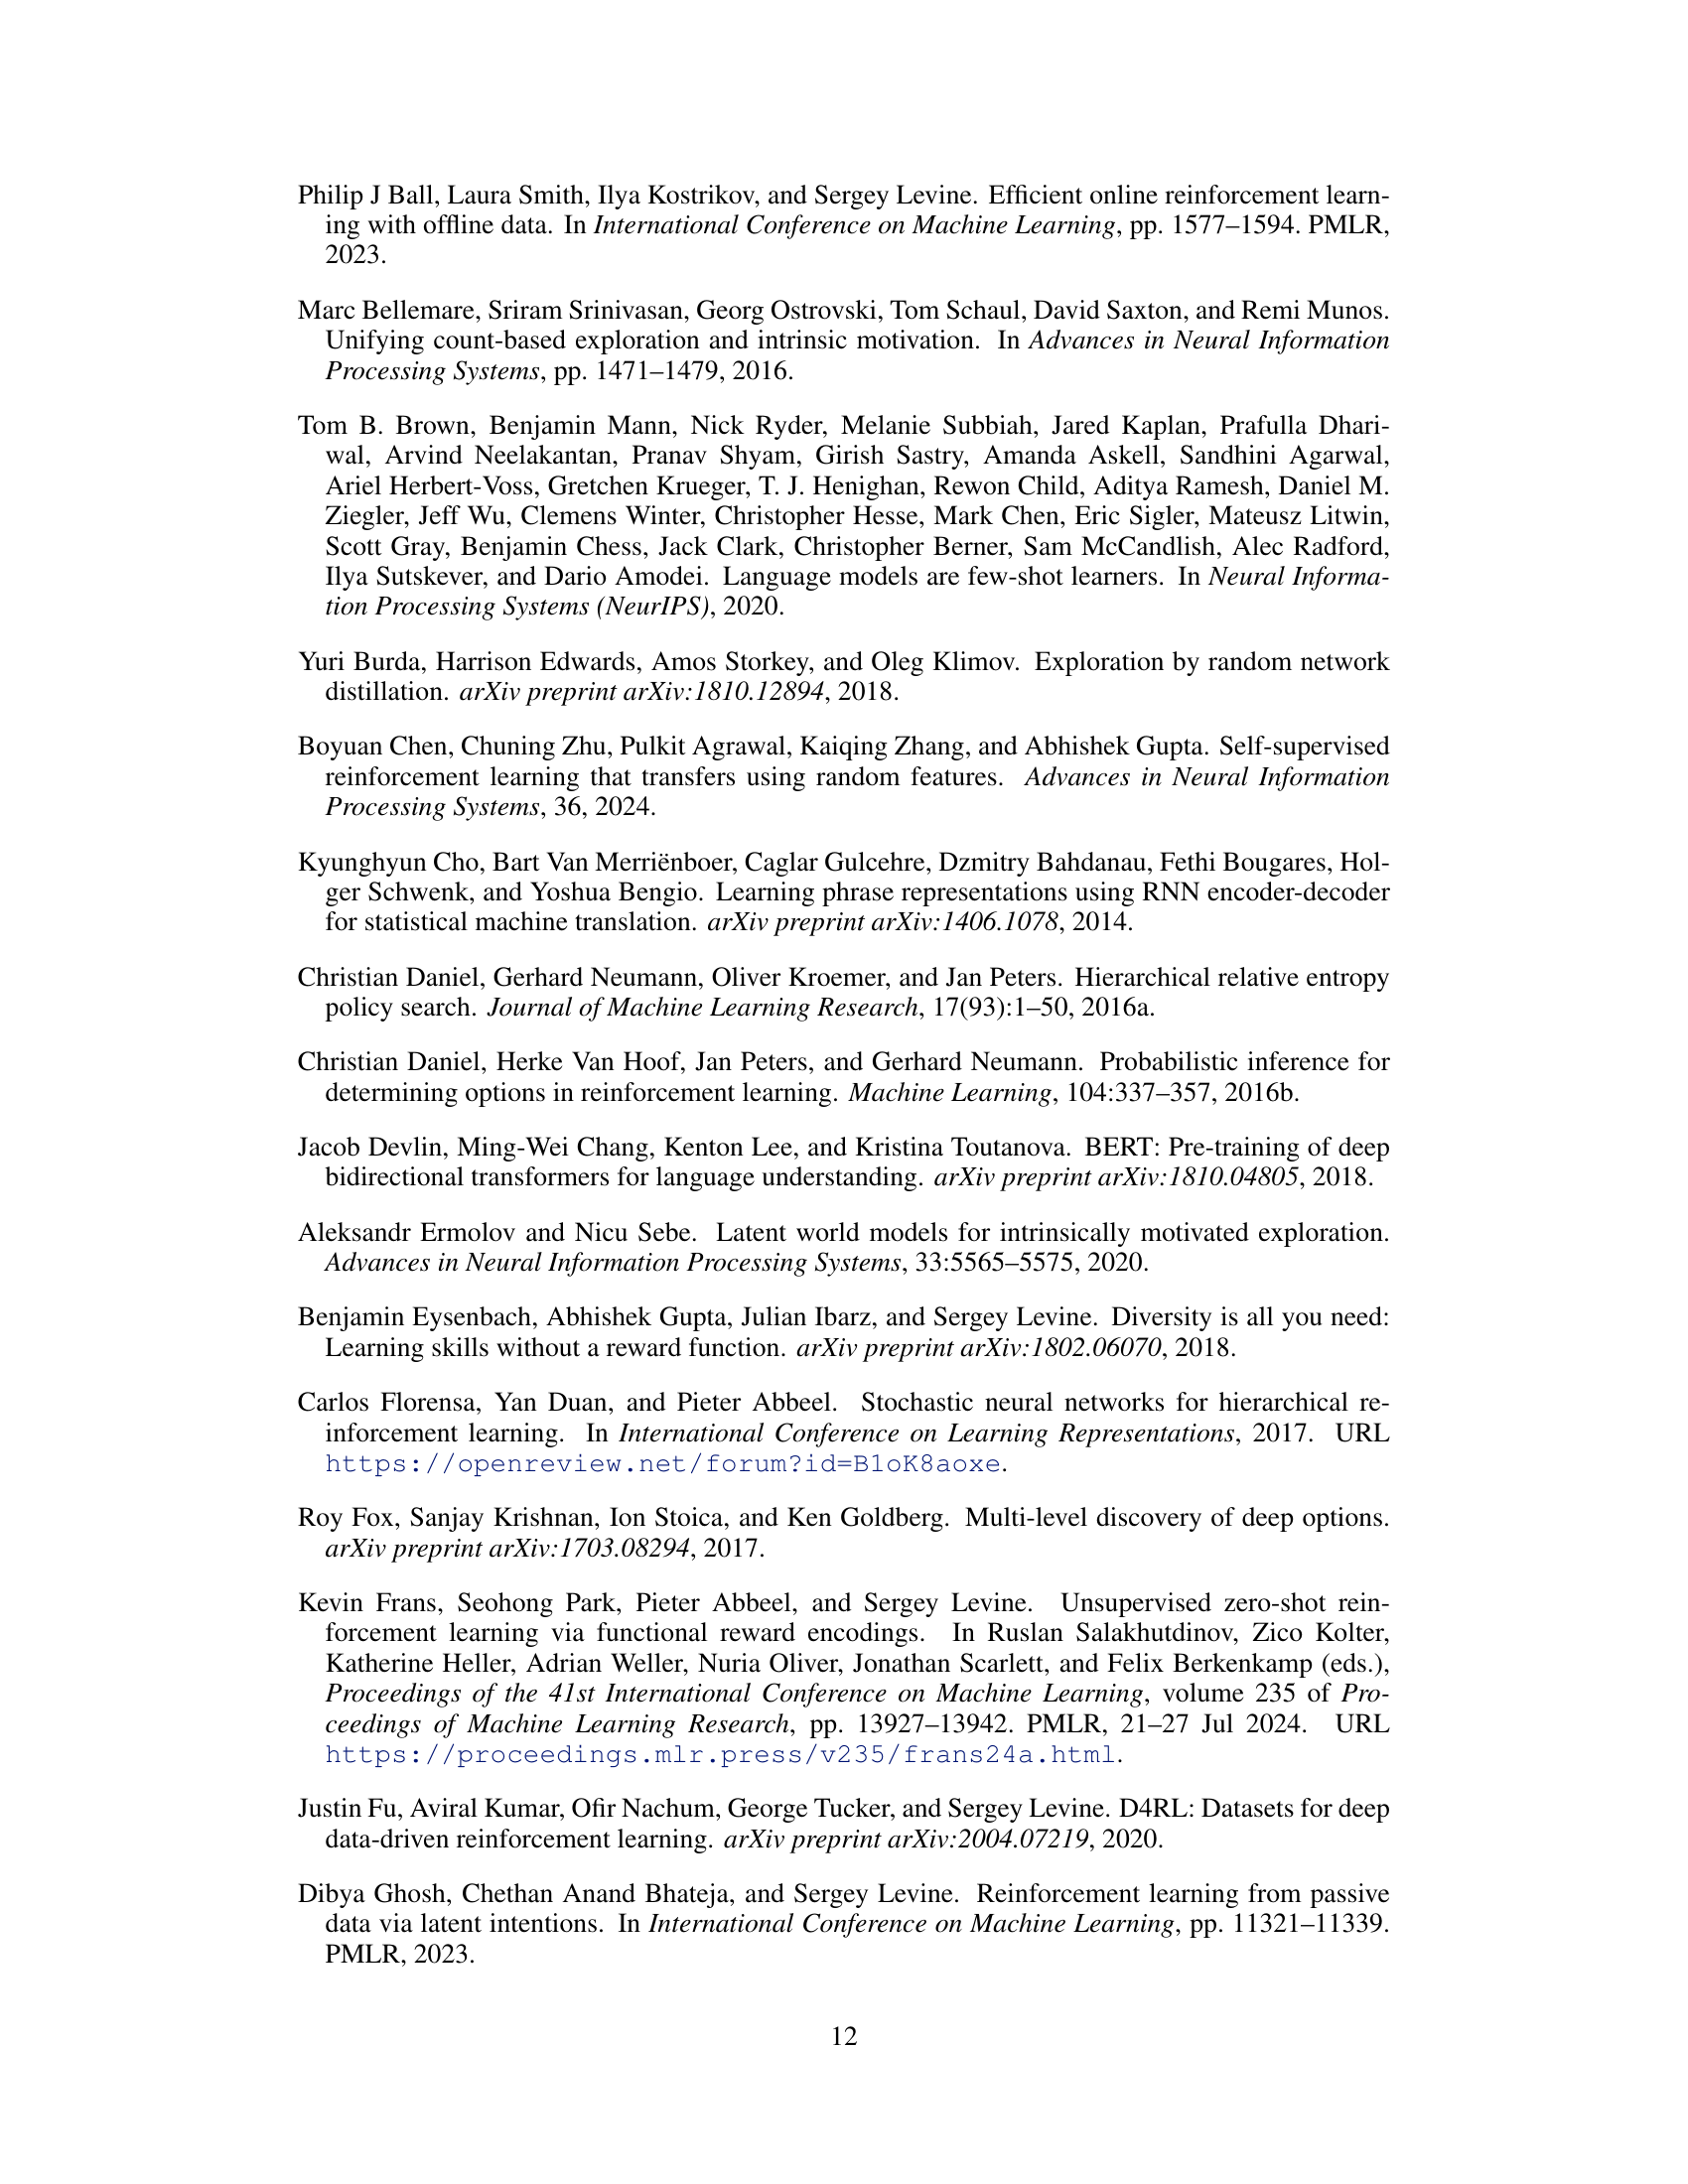 Philip J Ball, Laura Smith, Ilya Kostrikov, and Sergey Levine. Efficient online reinforcement learn-
ing with offline data. In International Conference on Machine Learning, pp. 1577–1594. PMLR,
2023.
Marc Bellemare, Sriram Srinivasan, Georg Ostrovski, Tom Schaul, David Saxton, and Remi Munos.
Unifying count-based exploration and intrinsic motivation. In Advances in Neural Information
Processing Systems, pp. 1471–1479, 2016.
Tom B. Brown, Benjamin Mann, Nick Ryder, Melanie Subbiah, Jared Kaplan, Prafulla Dhari-
wal, Arvind Neelakantan, Pranav Shyam, Girish Sastry, Amanda Askell, Sandhini Agarwal,
Ariel Herbert-Voss, Gretchen Krueger, T. J. Henighan, Rewon Child, Aditya Ramesh, Daniel M.
Ziegler, Jeff Wu, Clemens Winter, Christopher Hesse, Mark Chen, Eric Sigler, Mateusz Litwin,
Scott Gray, Benjamin Chess, Jack Clark, Christopher Berner, Sam McCandlish, Alec Radford,
Ilya Sutskever, and Dario Amodei. Language models are few-shot learners. In Neural Informa-
tion Processing Systems (NeurIPS), 2020.
Yuri Burda, Harrison Edwards, Amos Storkey, and Oleg Klimov. Exploration by random network
distillation. arXiv preprint arXiv:1810.12894, 2018.
Boyuan Chen, Chuning Zhu, Pulkit Agrawal, Kaiqing Zhang, and Abhishek Gupta. Self-supervised
reinforcement learning that transfers using random features. Advances in Neural Information
Processing Systems, 36, 2024.
Kyunghyun Cho, Bart Van Merriënboer, Caglar Gulcehre, Dzmitry Bahdanau, Fethi Bougares, Hol-
ger Schwenk, and Yoshua Bengio. Learning phrase representations using RNN encoder-decoder
for statistical machine translation. arXiv preprint arXiv:1406.1078, 2014.
Christian Daniel, Gerhard Neumann, Oliver Kroemer, and Jan Peters. Hierarchical relative entropy
policy search. Journal of Machine Learning Research, 17(93):1–50, 2016a.
Christian Daniel, Herke Van Hoof, Jan Peters, and Gerhard Neumann. Probabilistic inference for
determining options in reinforcement learning. Machine Learning, 104:337–357, 2016b.
Jacob Devlin, Ming-Wei Chang, Kenton Lee, and Kristina Toutanova. BERT: Pre-training of deep
bidirectional transformers for language understanding. arXiv preprint arXiv:1810.04805, 2018.
Aleksandr Ermolov and Nicu Sebe. Latent world models for intrinsically motivated exploration.
Advances in Neural Information Processing Systems, 33:5565–5575, 2020.
Benjamin Eysenbach, Abhishek Gupta, Julian Ibarz, and Sergey Levine. Diversity is all you need:
Learning skills without a reward function. arXiv preprint arXiv:1802.06070, 2018.
Carlos Florensa, Yan Duan, and Pieter Abbeel. Stochastic neural networks for hierarchical re-
inforcement learning. In International Conference on Learning Representations, 2017. URL
https://openreview.net/forum?id=B1oK8aoxe.
Roy Fox, Sanjay Krishnan, Ion Stoica, and Ken Goldberg. Multi-level discovery of deep options.
arXiv preprint arXiv:1703.08294, 2017.
Kevin Frans, Seohong Park, Pieter Abbeel, and Sergey Levine. Unsupervised zero-shot rein-
forcement learning via functional reward encodings. In Ruslan Salakhutdinov, Zico Kolter,
Katherine Heller, Adrian Weller, Nuria Oliver, Jonathan Scarlett, and Felix Berkenkamp (eds.),
Proceedings of the 41st International Conference on Machine Learning, volume 235 of Pro-
ceedings of Machine Learning Research, pp. 13927–13942. PMLR, 21–27 Jul 2024. URL
https://proceedings.mlr.press/v235/frans24a.html.
Justin Fu, Aviral Kumar, Ofir Nachum, George Tucker, and Sergey Levine. D4RL: Datasets for deep
data-driven reinforcement learning. arXiv preprint arXiv:2004.07219, 2020.
Dibya Ghosh, Chethan Anand Bhateja, and Sergey Levine. Reinforcement learning from passive
data via latent intentions. In International Conference on Machine Learning, pp. 11321–11339.
PMLR, 2023.
12